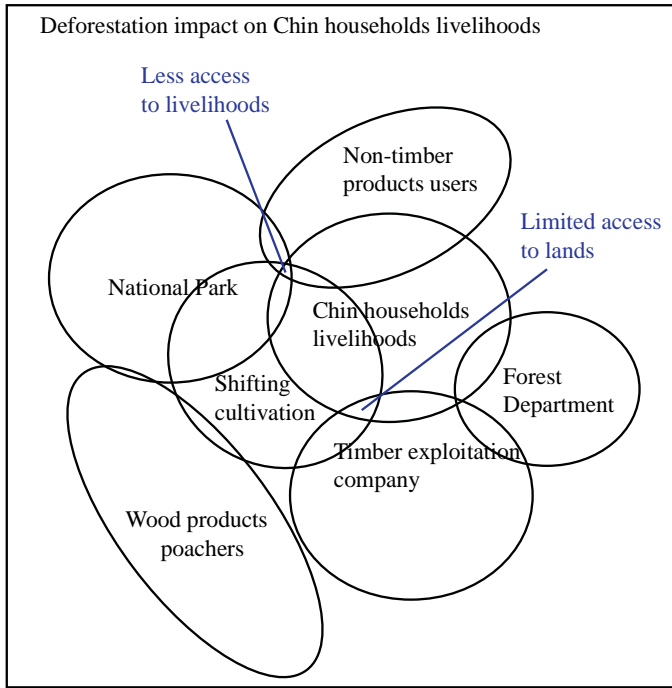 Deforestation impact on Chin households livelihoods
Less access
to livelihoods
Non-timber
products users
Limited access
to lands
National Park
Chin households
livelihoods
Shifting
cultivation
Forest
Department
Timber exploitation
company
Wood products
poachers